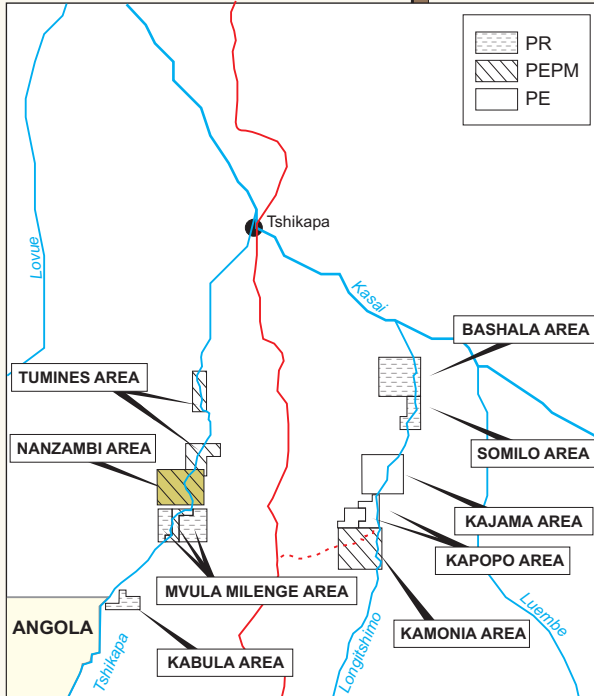 PR
PEPM
PE
Tshikapa
Lovue
Kasai
BASHALA AREA
TUMINES AREA
SOMILO AREA
NANZAMBI AREA
KAJAMA AREA
KAPOPO AREA
MVULA MILENGE AREA
KAMONIA AREA
ANGOLA
KABULA AREA
Tshikapa
Longitshimo
Luembe